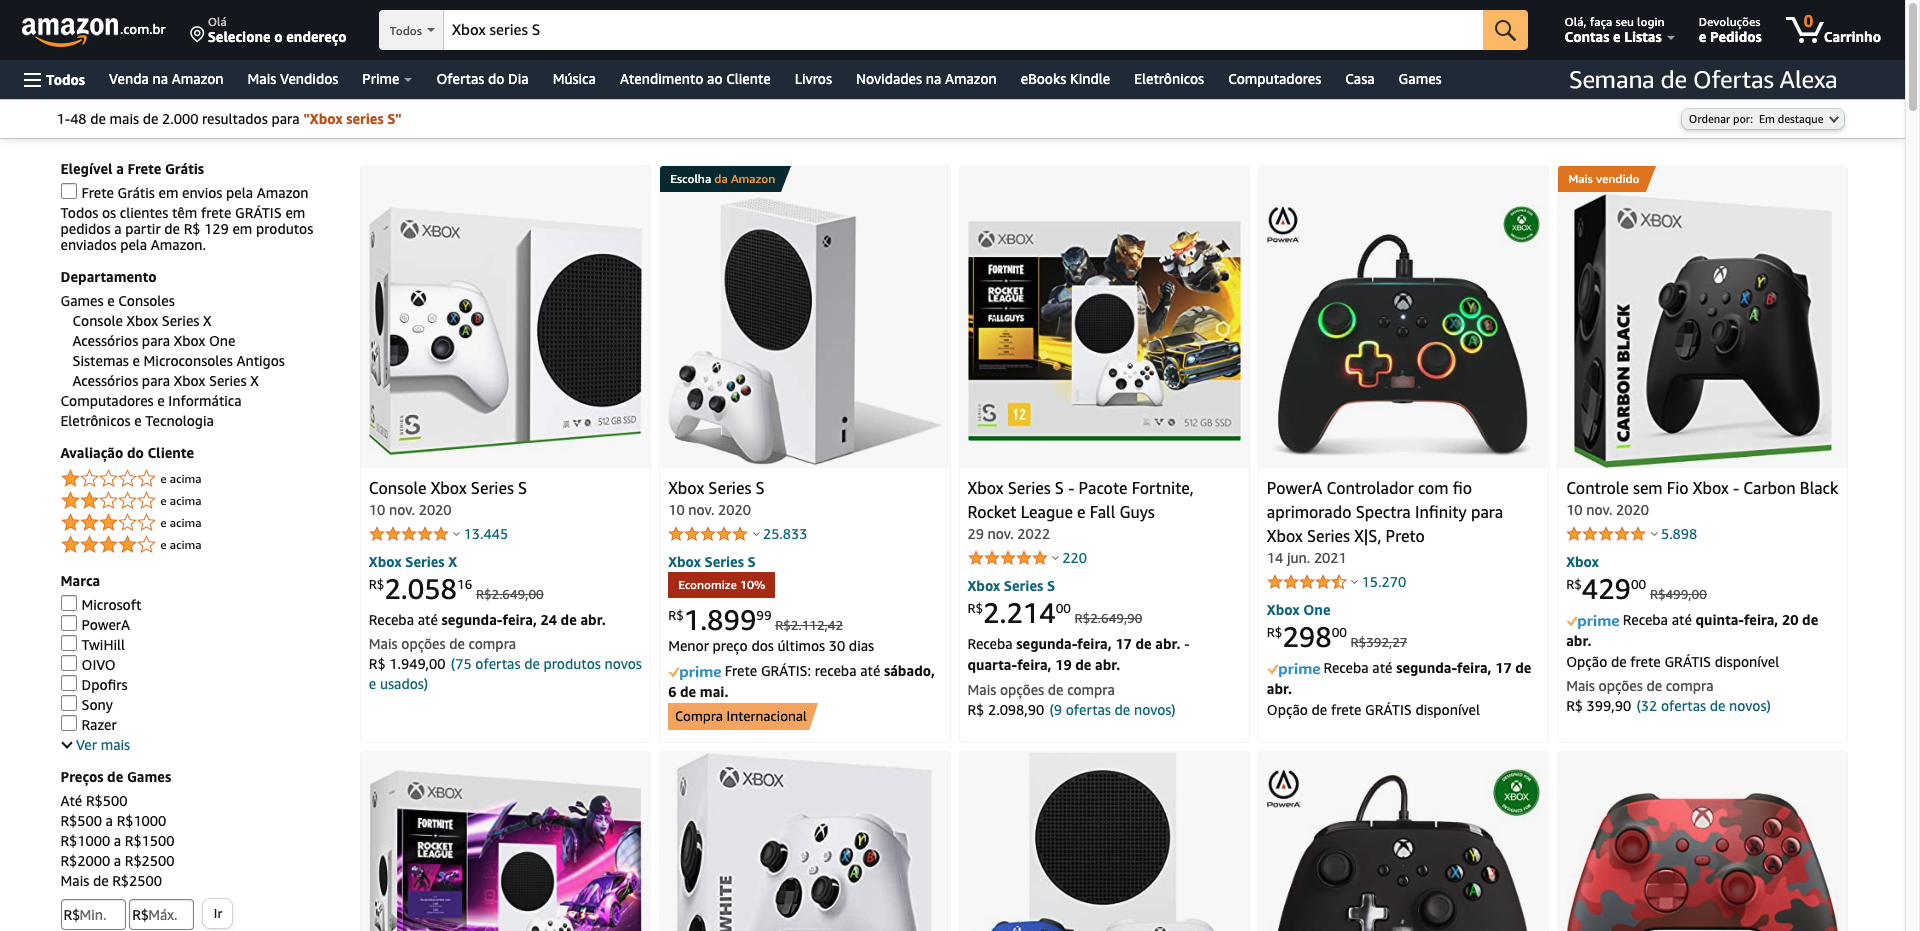 amazon.com.br
Olá
Selecione o endereço
Todos
Xbox series S
Olá, faça seu login
Contas e Listas
Devoluções
e Pedidos
0
Carrinho
Todos
Venda na Amazon
Mais Vendidos
Prime
Ofertas do Dia
Música
Atendimento ao Cliente
Livros
Novidades na Amazon
eBooks Kindle
Eletrônicos
Computadores
Casa
Games
Semana de Ofertas Alexa
1-48 de mais de 2.000 resultados para "Xbox series S"
Ordenar por: Em destaque
Elegível a Frete Grátis
Frete Grátis em envios pela Amazon
Todos os clientes têm frete GRÁTIS em
pedidos a partir de R$ 129 em produtos
enviados pela Amazon.
Departamento
Games e Consoles
Console Xbox Series X
Acessórios para Xbox One
Sistemas e Microconsoles Antigos
Acessórios para Xbox Series X
Computadores e Informática
Eletrônicos e Tecnologia
Avaliação do Cliente
e acima
e acima
e acima
e acima
Marca
Microsoft
PowerA
TwiHill
OIVO
Dpofirs
Sony
Razer
Ver mais
Preços de Games
Até R$500
R$500 a R$1000
R$1000 a R$1500
R$2000 a R$2500
Mais de R$2500
R$Min.
R$Máx.
Ir
XBOX
SERIES S
512 GB SSD
Console Xbox Series S
10 nov. 2020
13.445
Xbox Series X
R$2.05816 R$2.649,00
Receba até segunda-feira, 24 de abr.
Mais opções de compra
R$ 1.949,00 (75 ofertas de produtos novos
e usados)
Escolha da Amazon
Xbox Series S
10 nov. 2020
25.833
Xbox Series S
Economize 10%
R$1.89999 R$2.112,42
Menor preço dos últimos 30 dias
prime Frete GRÁTIS: receba até sábado,
6 de mai.
Compra Internacional
XBOX
FORTNITE
ROCKET
LEAGUE
FALL GUYS
SERIES S
12
512 GB SSD
Xbox Series S - Pacote Fortnite,
Rocket League e Fall Guys
29 nov. 2022
220
Xbox Series S
R$2.21400 R$2.649,90
Receba segunda-feira, 17 de abr. -
quarta-feira, 19 de abr.
Mais opções de compra
R$ 2.098,90 (9 ofertas de novos)
PowerA
DESIGNED FOR
XBOX
PowerA Controlador com fio
aprimorado Spectra Infinity para
Xbox Series X|S, Preto
14 jun. 2021
15.270
Xbox One
R$29800 R$392,27
prime Receba até segunda-feira, 17 de
abr.
Opção de frete GRÁTIS disponível
Mais vendido
XBOX
CARBON BLACK
Controle sem Fio Xbox - Carbon Black
10 nov. 2020
5.898
Xbox
R$42900 R$499,00
prime Receba até quinta-feira, 20 de
abr.
Opção de frete GRÁTIS disponível
Mais opções de compra
R$ 399,90 (32 ofertas de novos)
XBOX
FORTNITE
ROCKET
LEAGUE
XBOX
WHITE
PowerA
XBOX